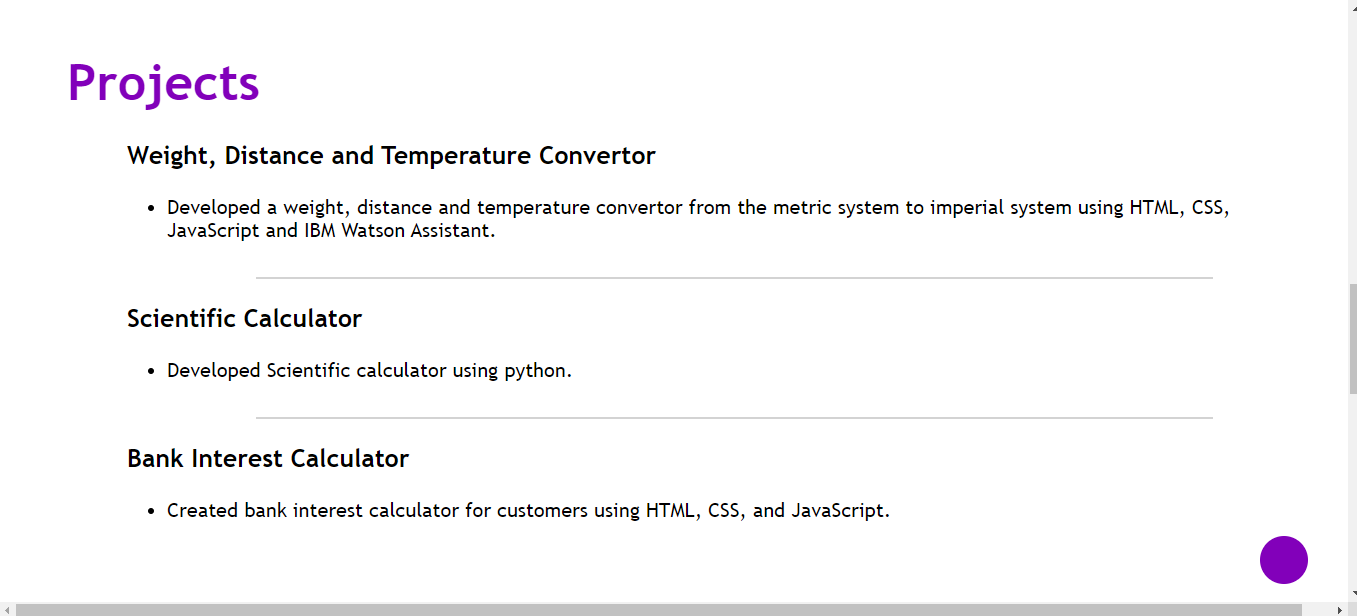 Projects
Weight, Distance and Temperature Convertor
• Developed a weight, distance and temperature convertor from the metric system to imperial system using HTML, CSS,
JavaScript and IBM Watson Assistant.
Scientific Calculator
• Developed Scientific calculator using python.
Bank Interest Calculator
• Created bank interest calculator for customers using HTML, CSS, and JavaScript.